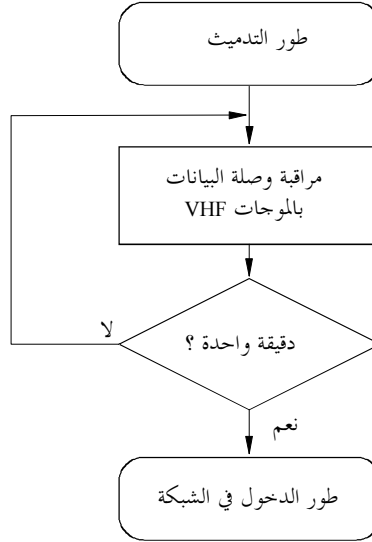 طور التدميث
مراقبة وصلة البيانات
بالموجات VHF
دقيقة واحدة ؟
لا
نعم
طور الدخول في الشبكة